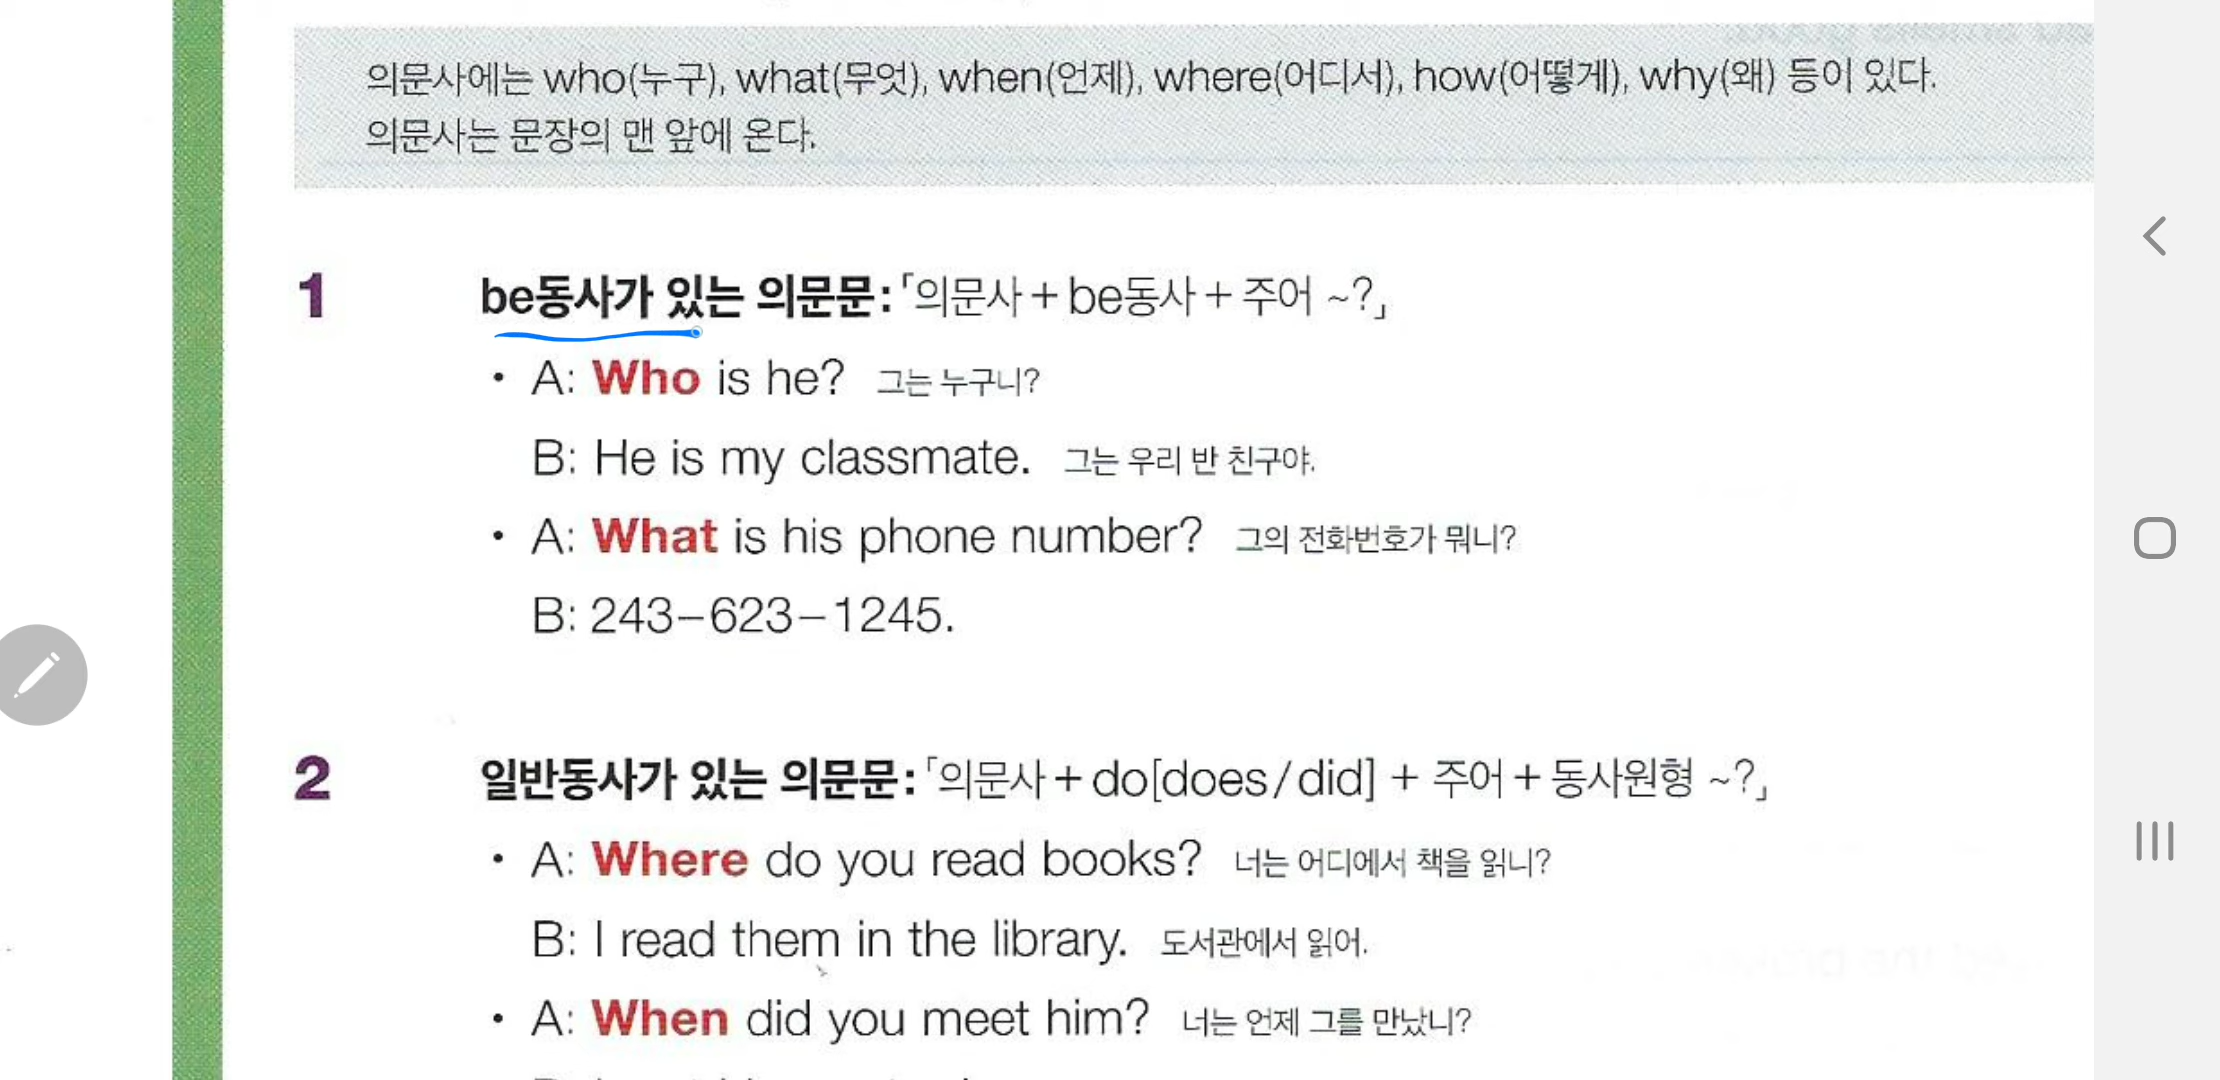 의문사에는 who(누구), what(무엇), when(언제), where(어디서), how(어떻게), why(왜) 등이 있다.
의문사는 문장의 맨 앞에 온다.
1 be동사가 있는 의문문: 「의문사 + be동사 + 주어 ~?」
• A: Who is he? 그는 누구니?
B: He is my classmate. 그는 우리 반 친구야.
• A: What is his phone number? 그의 전화번호가 뭐니?
B: 243–623–1245.
2 일반동사가 있는 의문문: 「의문사 + do[does/did] + 주어 + 동사원형 ~?」
• A: Where do you read books? 너는 어디에서 책을 읽니?
B: I read them in the library. 도서관에서 읽어.
• A: When did you meet him? 너는 언제 그를 만났니?